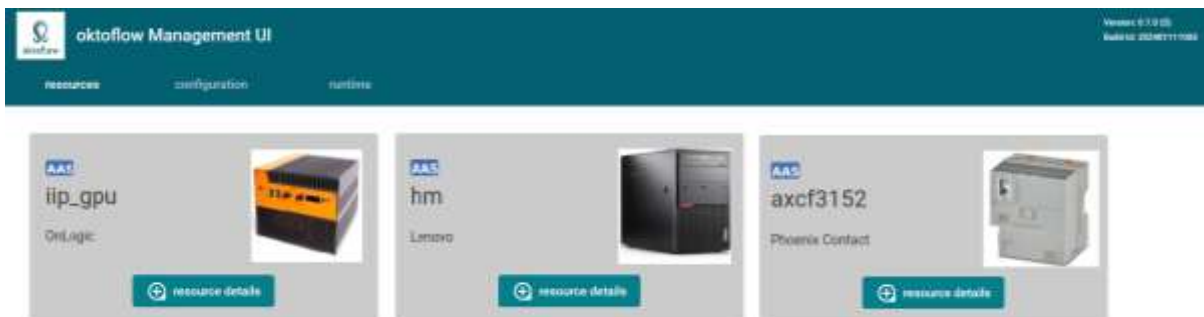 oktoflow
oktoflow Management UI
resources
configuration
runtime
AAS
iip_gpu
OnLogic
resource details
AAS
hm
Lenovo
resource details
AAS
axcf3152
Phoenix Contact
resource details